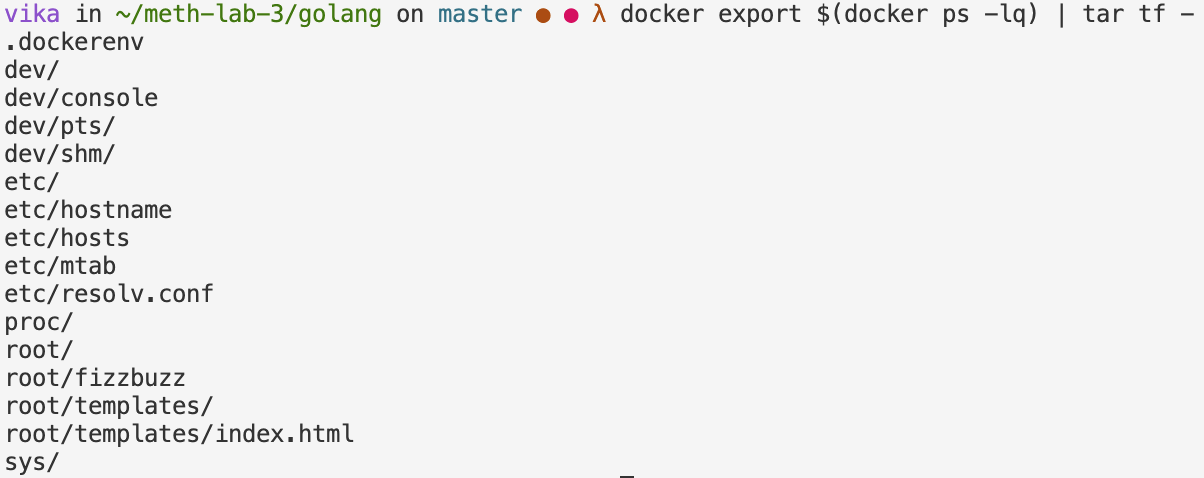 vika in ~/meth-lab-3/golang on master ● ● λ docker export $(docker ps -lq) | tar tf -
.dockerenv
dev/
dev/console
dev/pts/
dev/shm/
etc/
etc/hostname
etc/hosts
etc/mtab
etc/resolv.conf
proc/
root/
root/fizzbuzz
root/templates/
root/templates/index.html
sys/